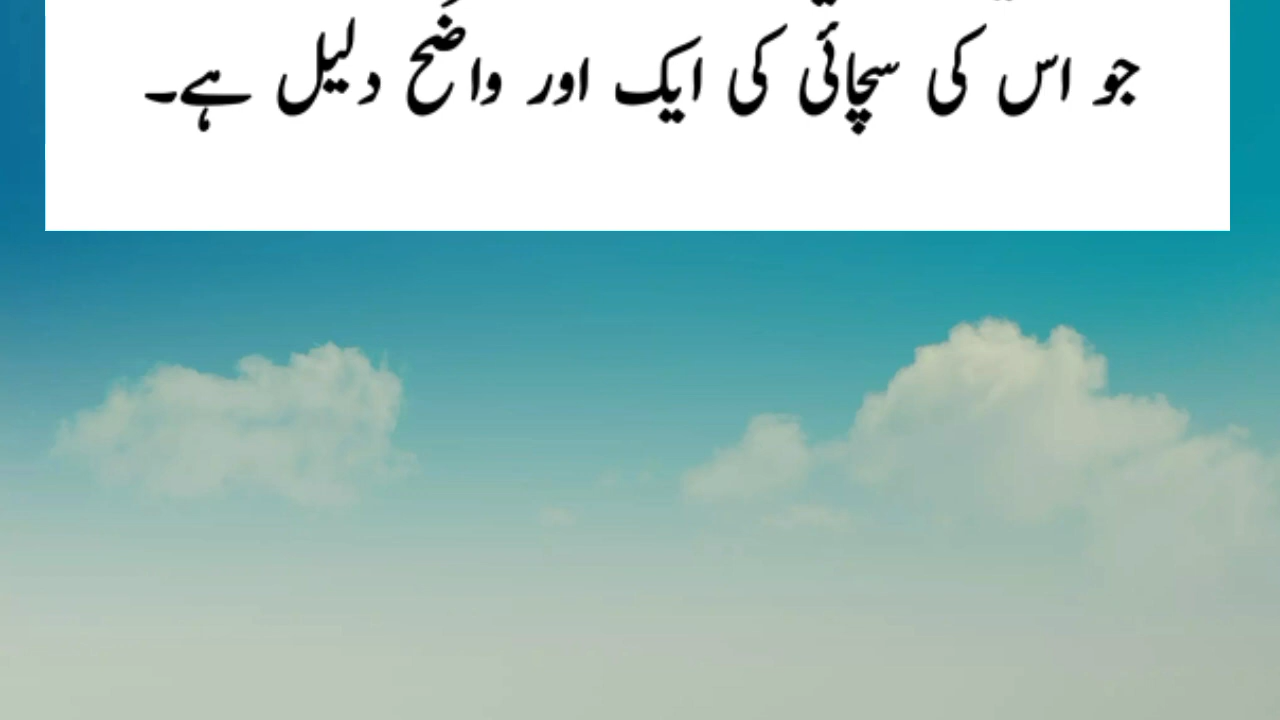 جو اس کی سچائی کی ایک اور واضح دلیل ہے۔